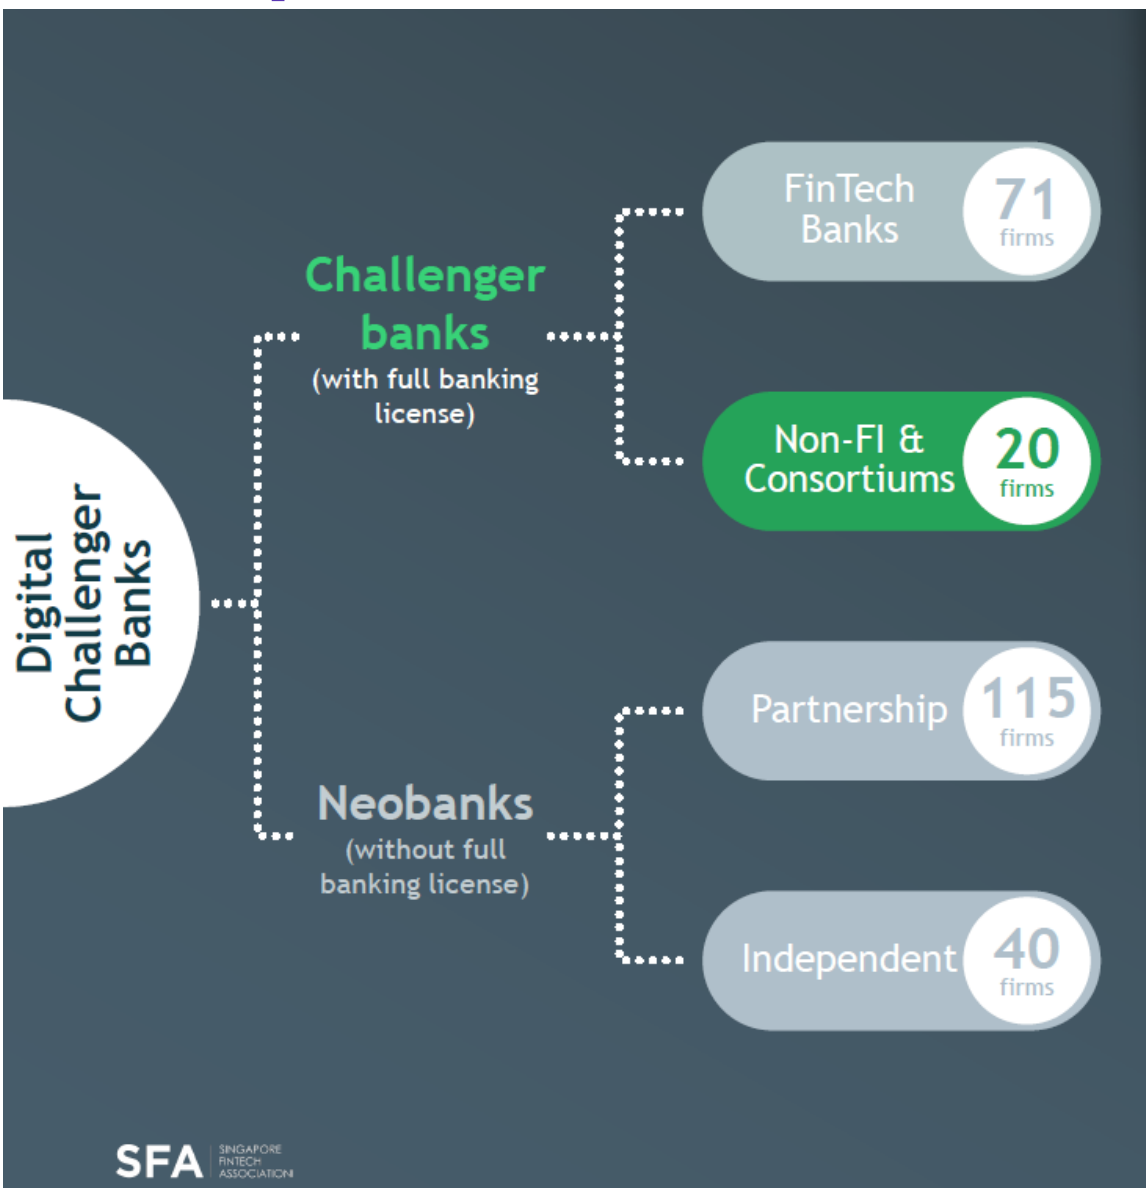 Digital
Challenger
Banks
Challenger
banks
(with full banking
license)
FinTech
Banks
71
firms
Non-FI &
Consortiums
20
firms
Neobanks
(without full
banking license)
Partnership
115
firms
Independent
40
firms
SFA
SINGAPORE
FINTECH
ASSOCIATION